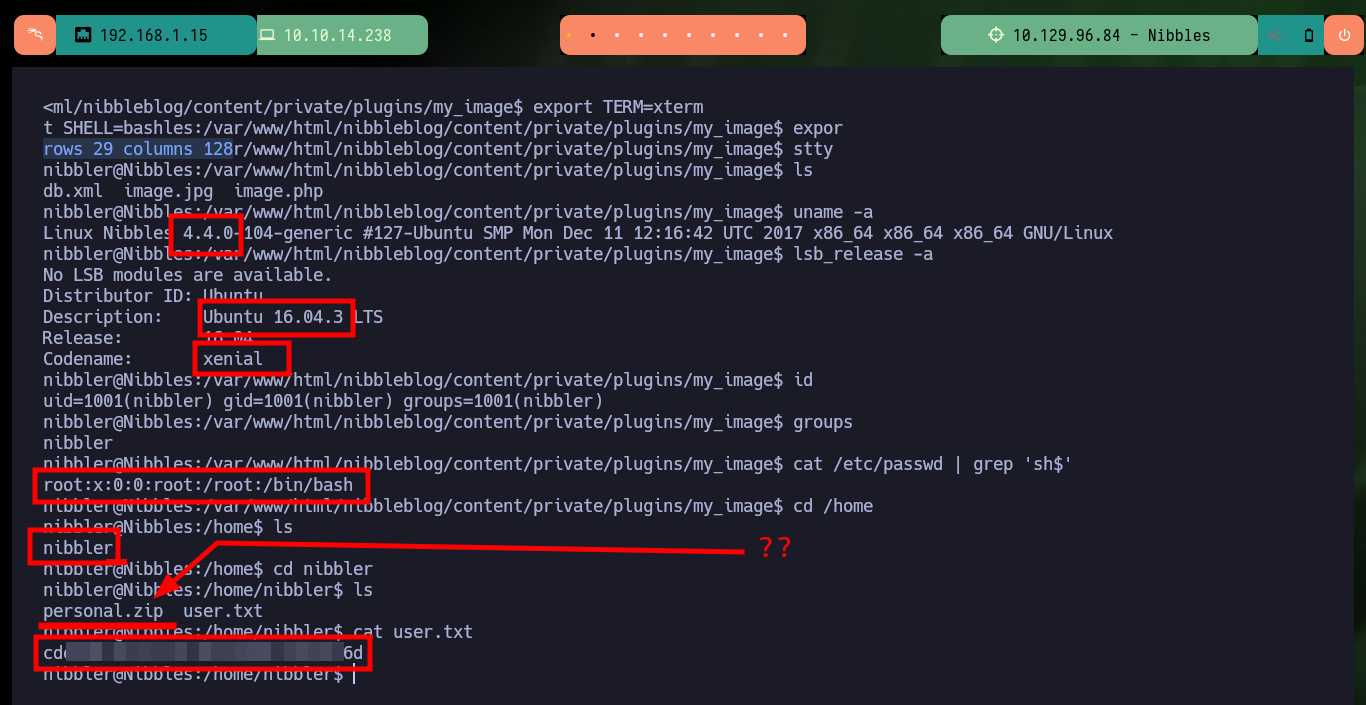 192.168.1.15
10.10.14.238
10.129.96.84 - Nibbles
<ml/nibbleblog/content/private/plugins/my_image$ export TERM=xterm
t SHELL=bashles:/var/www/html/nibbleblog/content/private/plugins/my_image$ expor
rows 29 columns 128r/www/html/nibbleblog/content/private/plugins/my_image$ stty
nibbler@Nibbles:/var/www/html/nibbleblog/content/private/plugins/my_image$ ls
db.xml  image.jpg  image.php
nibbler@Nibbles:/var/www/html/nibbleblog/content/private/plugins/my_image$ uname -a
Linux Nibbles 4.4.0-104-generic #127-Ubuntu SMP Mon Dec 11 12:16:42 UTC 2017 x86_64 x86_64 x86_64 GNU/Linux
nibbler@Nibbles:/var/www/html/nibbleblog/content/private/plugins/my_image$ lsb_release -a
No LSB modules are available.
Distributor ID: Ubuntu
Description:    Ubuntu 16.04.3 LTS
Release:        16.04
Codename:       xenial
nibbler@Nibbles:/var/www/html/nibbleblog/content/private/plugins/my_image$ id
uid=1001(nibbler) gid=1001(nibbler) groups=1001(nibbler)
nibbler@Nibbles:/var/www/html/nibbleblog/content/private/plugins/my_image$ groups
nibbler
nibbler@Nibbles:/var/www/html/nibbleblog/content/private/plugins/my_image$ cat /etc/passwd | grep 'sh$'
root:x:0:0:root:/root:/bin/bash
nibbler@Nibbles:/var/www/html/nibbleblog/content/private/plugins/my_image$ cd /home
nibbler@Nibbles:/home$ ls
nibbler
??
nibbler@Nibbles:/home$ cd nibbler
nibbler@Nibbles:/home/nibbler$ ls
personal.zip  user.txt
nibbler@Nibbles:/home/nibbler$ cat user.txt
6d
nibbler@Nibbles:/home/nibbler$